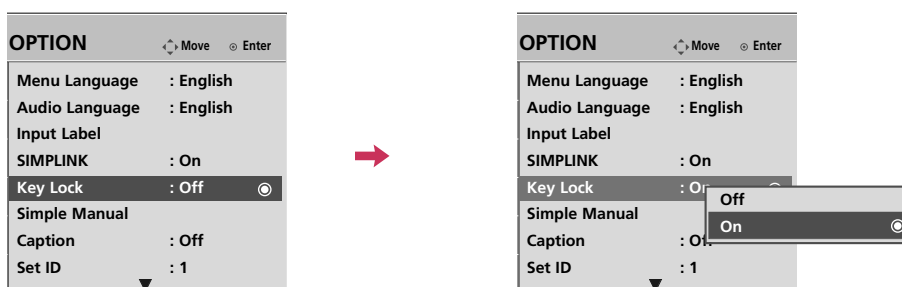 OPTION Move Enter
Menu Language : English
Audio Language : English
Input Label
SIMPLINK : On
Key Lock : Off
Simple Manual
Caption : Off
Set ID : 1
OPTION Move Enter
Menu Language : English
Audio Language : English
Input Label
SIMPLINK : On
Key Lock : On
Simple Manual
Caption : Of
Set ID : 1
Off
On